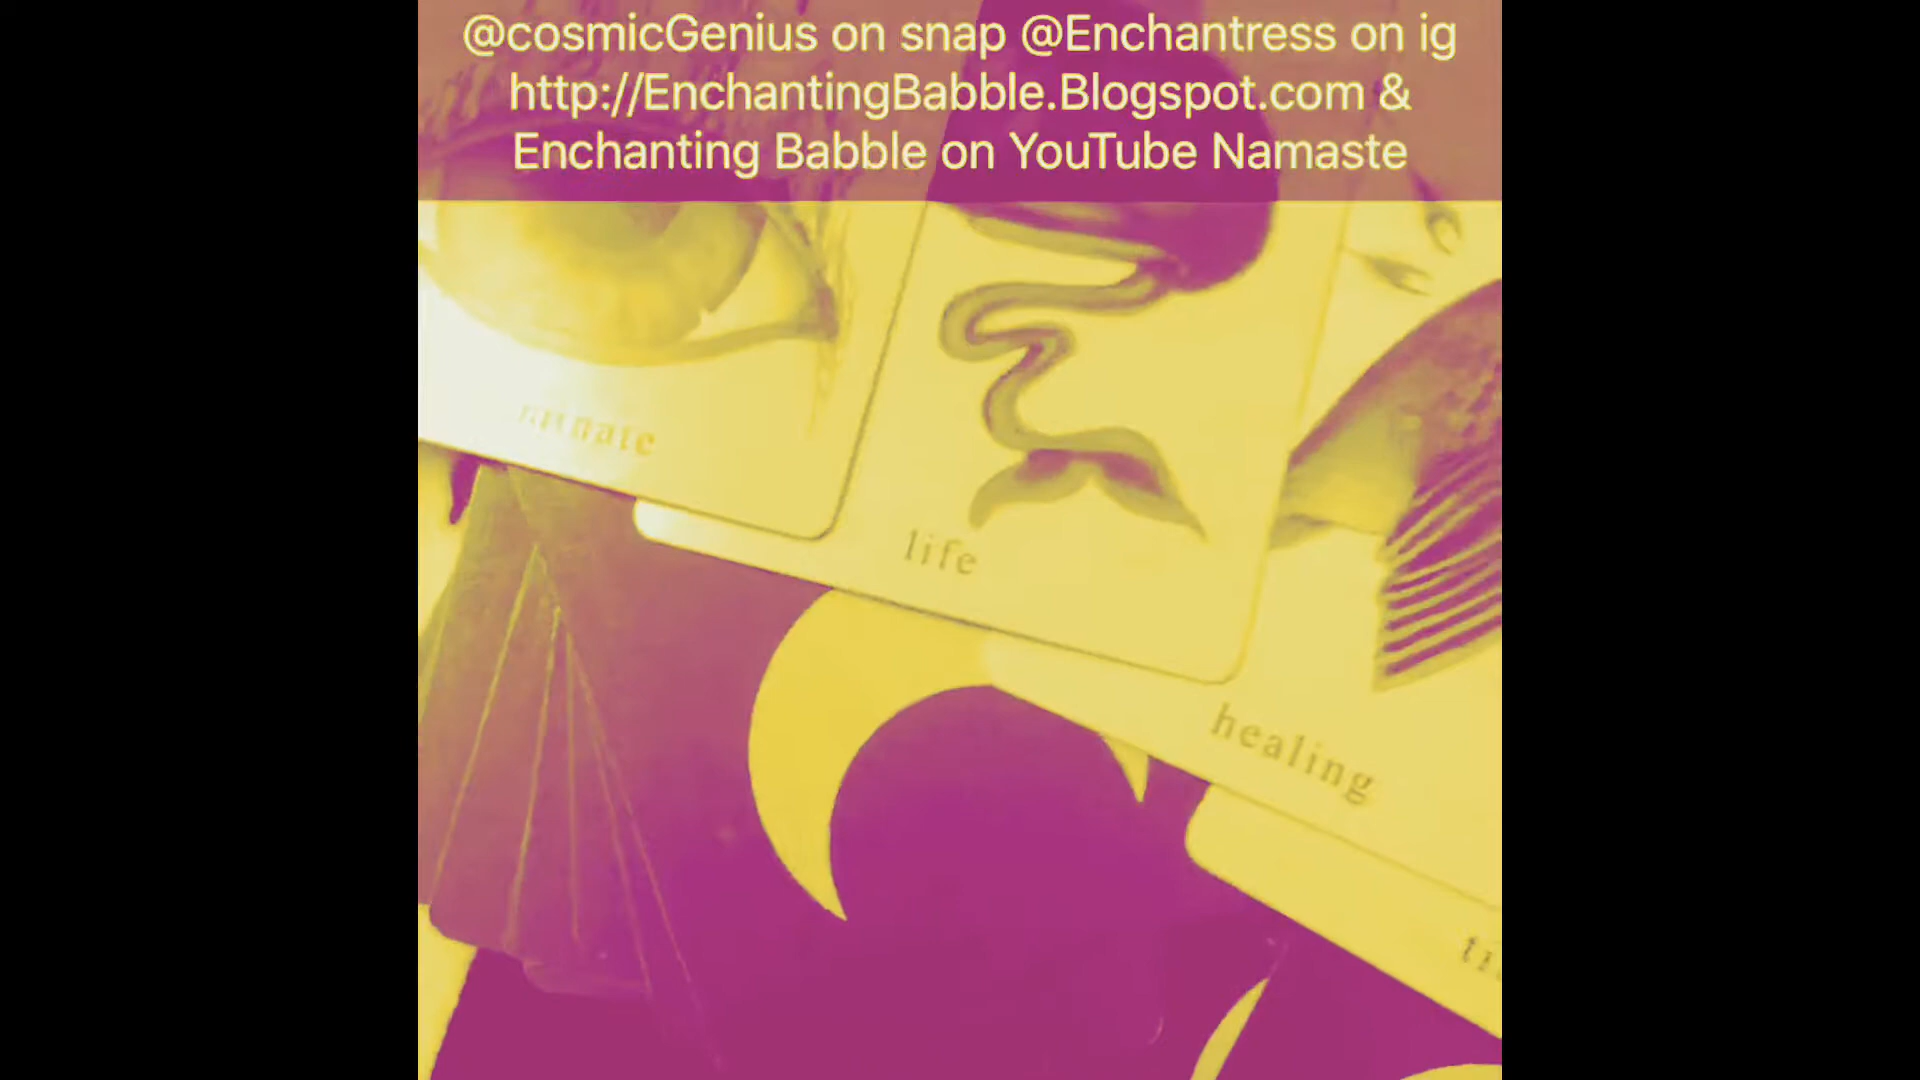 @cosmicGenius on snap @Enchantress on ig
http://EnchantingBabble.Blogspot.com &
Enchanting Babble on YouTube Namaste
life
healing